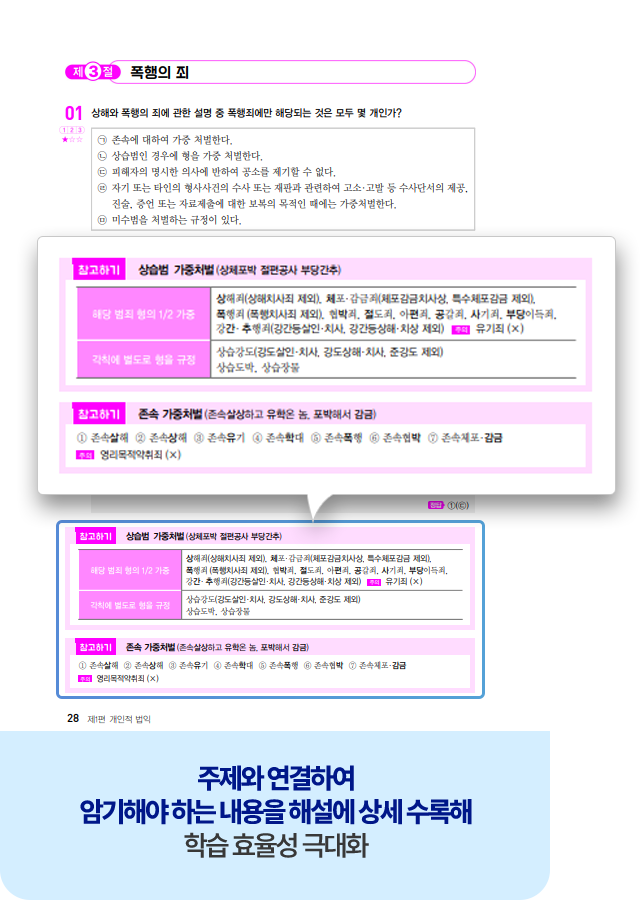 제3절 폭행의 죄
01 상해와 폭행의 죄에 관한 설명 중 폭행죄에만 해당되는 것은 모두 몇 개인가?
1 2 3
★☆☆
㉠ 존속에 대하여 가중 처벌한다.
㉡ 상습범인 경우에 형을 가중 처벌한다.
㉢ 피해자의 명시한 의사에 반하여 공소를 제기할 수 없다.
㉣ 자기 또는 타인의 형사사건의 수사 또는 재판과 관련하여 고소·고발 등 수사단서의 제공,
진술, 증언 또는 자료제출에 대한 보복의 목적인 때에는 가중처벌한다.
㉤ 미수범을 처벌하는 규정이 있다.
참고하기 상습범 가중처벌(상체포박 절편공사 부당간추)
해당 범죄 형의 1/2 가중
상해죄(상해치사죄 제외), 체포·감금죄(체포감금치사상, 특수체포감금 제외),
폭행죄 (폭행치사죄 제외), 협박죄, 절도죄, 아편죄, 공갈죄, 사기죄, 부당이득죄,
강간·추행죄(강간등살인·치사, 강간등상해·치상 제외) 주의 유기죄 (×)
각칙에 별도로 형을 규정
상습강도(강도살인·치사, 강도상해·치사, 준강도 제외)
상습도박, 상습장물
참고하기 존속 가중처벌(존속살상하고 유학온 놈, 포박해서 감금)
① 존속살해 ② 존속상해 ③ 존속유기 ④ 존속학대 ⑤ 존속폭행 ⑥ 존속협박 ⑦ 존속체포·감금
주의 영리목적약취죄 (×)
정답 ①(㉢)
참고하기 상습범 가중처벌(상체포박 절편공사 부당간추)
해당 범죄 형의 1/2 가중
상해죄(상해치사죄 제외), 체포·감금죄(체포감금치사상, 특수체포감금 제외),
폭행죄 (폭행치사죄 제외), 협박죄, 절도죄, 아편죄, 공갈죄, 사기죄, 부당이득죄,
강간·추행죄(강간등살인·치사, 강간등상해·치상 제외) 주의 유기죄 (×)
각칙에 별도로 형을 규정
상습강도(강도살인·치사, 강도상해·치사, 준강도 제외)
상습도박, 상습장물
참고하기 존속 가중처벌(존속살상하고 유학온 놈, 포박해서 감금)
① 존속살해 ② 존속상해 ③ 존속유기 ④ 존속학대 ⑤ 존속폭행 ⑥ 존속협박 ⑦ 존속체포·감금
주의 영리목적약취죄 (×)
28 제1편 개인적 법익
주제와 연결하여
암기해야 하는 내용을 해설에 상세 수록해
학습 효율성 극대화